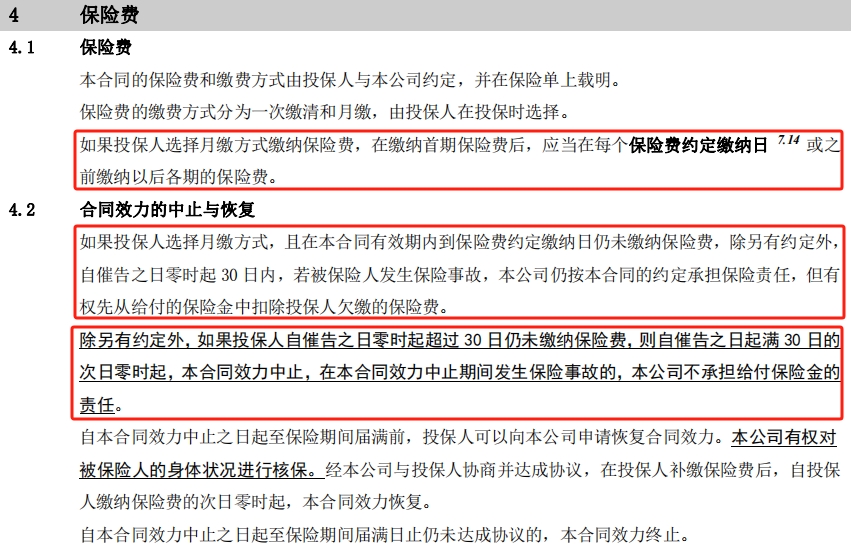 4 保险费
4.1 保险费
本合同的保险费和缴费方式由投保人与本公司约定，并在保险单上载明。
保险费的缴费方式分为一次缴清和月缴，由投保人在投保时选择。
如果投保人选择月缴方式缴纳保险费，在缴纳首期保险费后，应当在每个保险费约定缴纳日 7.14 或之
前缴纳以后各期的保险费。
4.2 合同效力的中止与恢复
如果投保人选择月缴方式，且在本合同有效期内到保险费约定缴纳日仍未缴纳保险费，除另有约定外，
自催告之日零时起 30 日内，若被保险人发生保险事故，本公司仍按本合同的约定承担保险责任，但有
权先从给付的保险金中扣除投保人欠缴的保险费。
除另有约定外，如果投保人自催告之日零时起超过 30 日仍未缴纳保险费，则自催告之日起满 30 日的
次日零时起，本合同效力中止，在本合同效力中止期间发生保险事故的，本公司不承担给付保险金的
责任。
自本合同效力中止之日起至保险期间届满前，投保人可以向本公司申请恢复合同效力。本公司有权对
被保险人的身体状况进行核保。经本公司与投保人协商并达成协议，在投保人补缴保险费后，自投保
人缴纳保险费的次日零时起，本合同效力恢复。
自本合同效力中止之日起至保险期间届满日止仍未达成协议的，本合同效力终止。